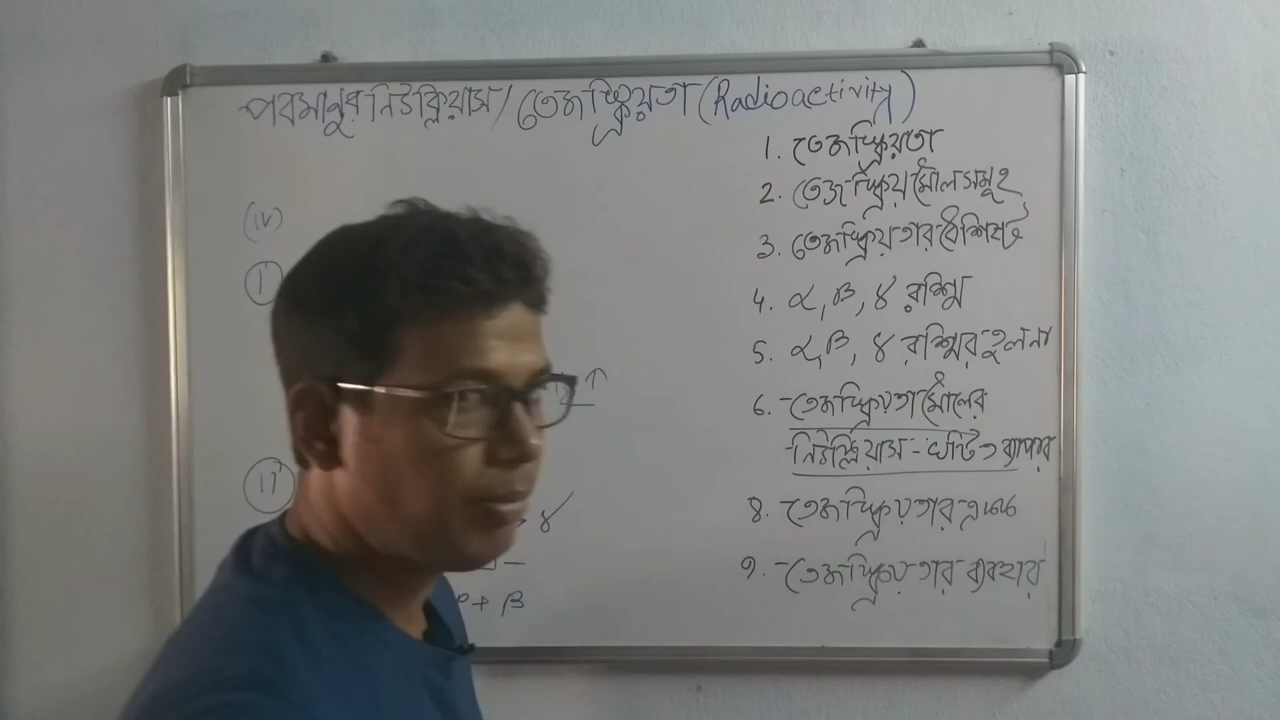 পরমানুর নিউক্লিয়াস / তেজস্ক্রিয়তা (Radioactivity)
1. তেজস্ক্রিয়তা
2. তেজস্ক্রিয় মৌল সমূহ
3. তেজস্ক্রিয়তার বৈশিষ্ট
4. α, β, γ রশ্মি
5. α, β, γ রশ্মির তুলনা
6. তেজস্ক্রিয়তা মৌলের
নিউক্লিয়াস - ঘটিত ব্যাপার
8. তেজস্ক্রিয়তার একক
9. তেজস্ক্রিয়তার ব্যবহার
(iv)
(i)
↑
(ii)
γ
β